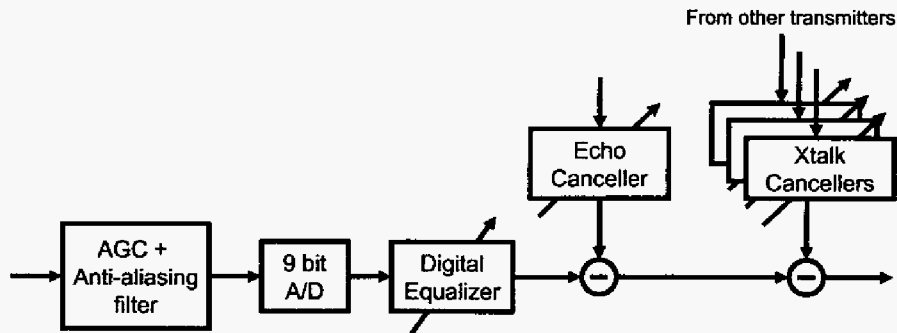 From other transmitters
Echo
Canceller
Xtalk
Cancellers
AGC +
Anti-aliasing
filter
9 bit
A/D
Digital
Equalizer